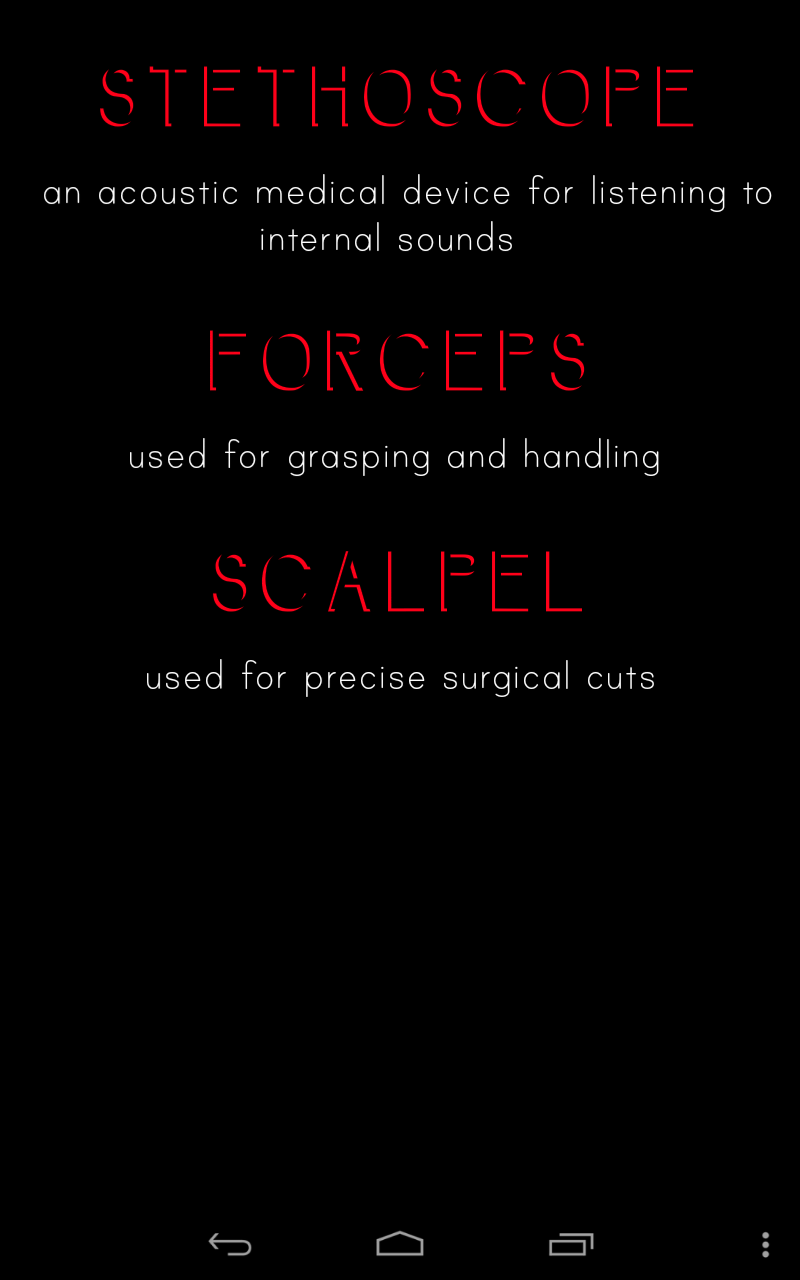 STETHOSCOPE
an acoustic medical device for listening to
internal sounds
FORCEPS
used for grasping and handling
SCALPEL
used for precise surgical cuts